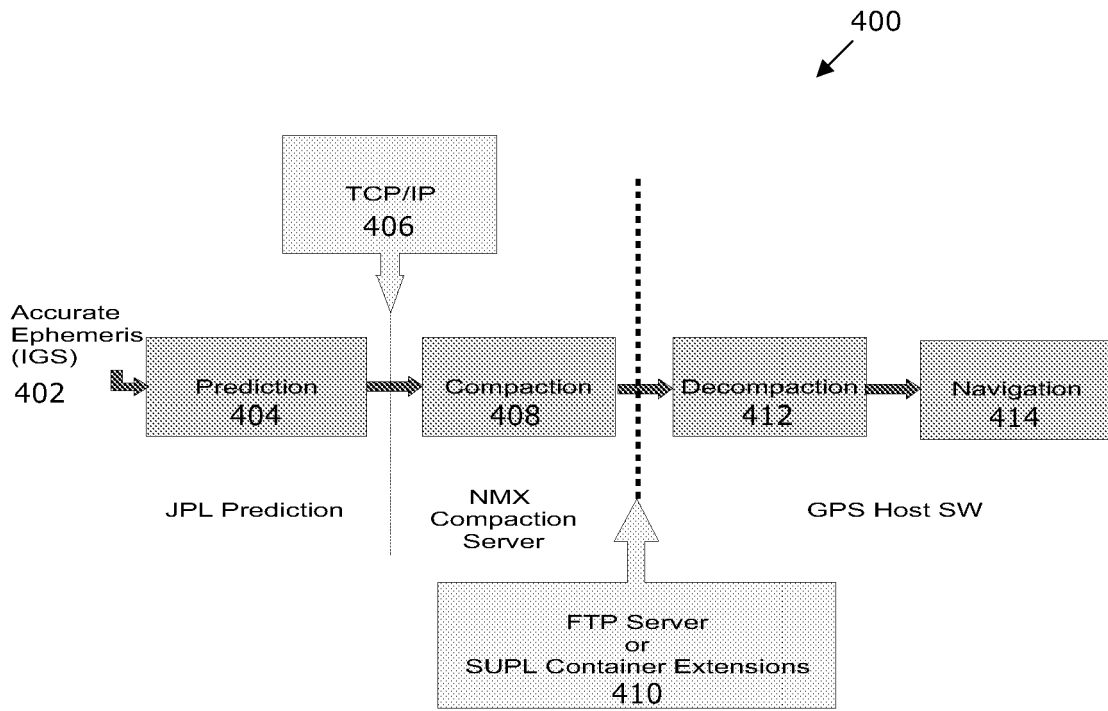 400
TCP/IP
406
Accurate
Ephemeris
(IGS)
402
Prediction
404
Compaction
408
Decompaction
412
Navigation
414
JPL Prediction
NMX
Compaction
Server
GPS Host SW
FTP Server
or
SUPL Container Extensions
410